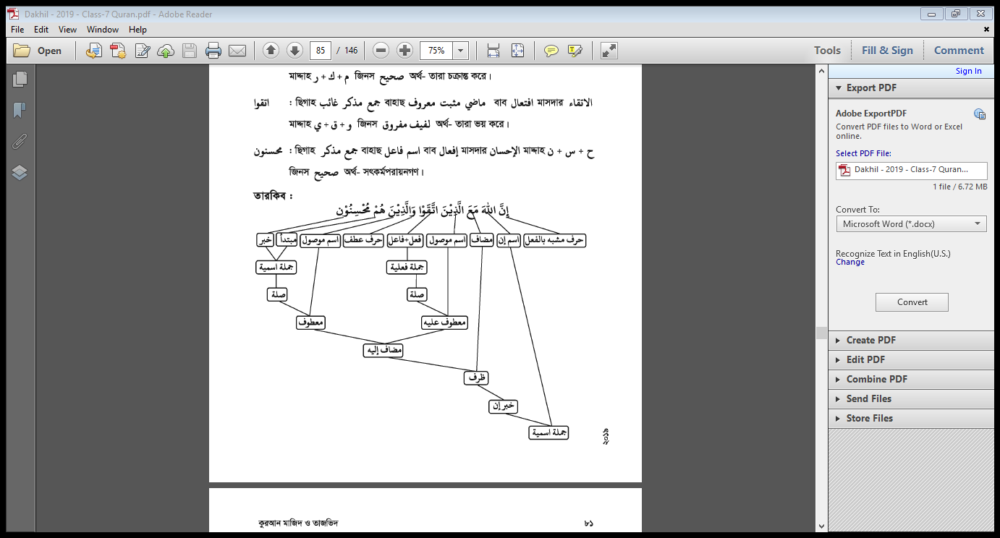 Dakhil - 2019 - Class-7 Quran.pdf - Adobe Reader
File Edit View Window Help
Open 85 / 146 75% Tools Fill & Sign Comment
Sign In
Export PDF
Adobe ExportPDF
Convert PDF files to Word or Excel
online.
Select PDF File:
Dakhil - 2019 - Class-7 Quran...
1 file / 6.72 MB
Convert To:
Microsoft Word (*.docx)
Recognize Text in English(U.S.)
Change
Convert
Create PDF
Edit PDF
Combine PDF
Send Files
Store Files
মাদ্দাহ م + ك + ر জিনস صحيح অর্থ- তারা চক্রান্ত করে।
اتقوا : ছিগাহ جمع مذكر غائب বাহাছ ماضي مثبت معروف বাব افتعال মাসদার الاتقاء
মাদ্দাহ و + ق + ي জিনস لفيف مفروق অর্থ- তারা ভয় করে।
محسنون : ছিগাহ جمع مذكر বাহাছ اسم فاعل বাব إفعال মাসদার الإحسان মাদ্দাহ ح + س + ن
জিনস صحيح অর্থ- সৎকর্মপরায়নগণ।
তারকিব :
إِنَّ اللهَ مَعَ الَّذِيْنَ اتَّقَوْا وَالَّذِيْنَ هُمْ مُحْسِنُوْن
حرف مشبه بالفعل اسم إن مضاف اسم موصول فعل+فاعل حرف عطف اسم موصول مبتدأ خبر
جملة فعلية جملة اسمية
صلة صلة
معطوف عليه معطوف
مضاف إليه
ظرف
خبر إن
جملة اسمية
২০১৯
কুরআন মাজিদ ও তাজভিদ ৮১